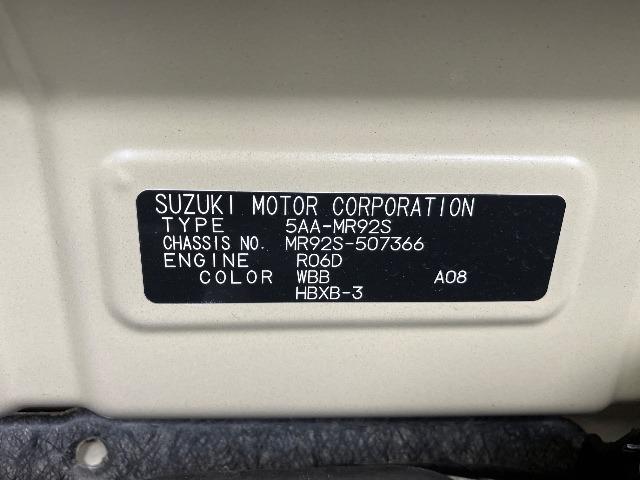 SUZUKI MOTOR CORPORATION
TYPE 5AA-MR92S
CHASSIS NO. MR92S-507366
ENGINE R06D
COLOR WBB A08
HBXB-3